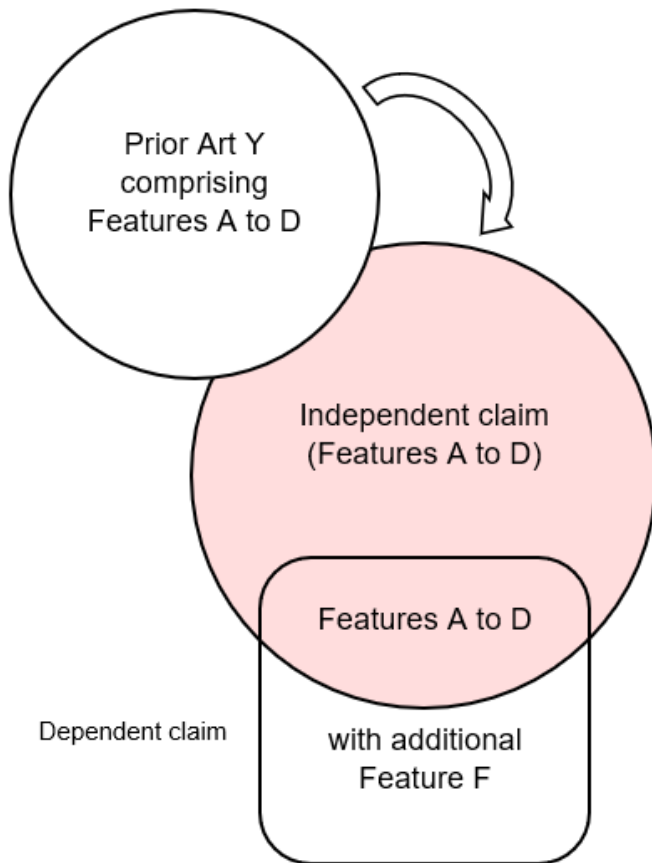 Prior Art Y
comprising
Features A to D
Independent claim
(Features A to D)
Features A to D
Dependent claim
with additional
Feature F